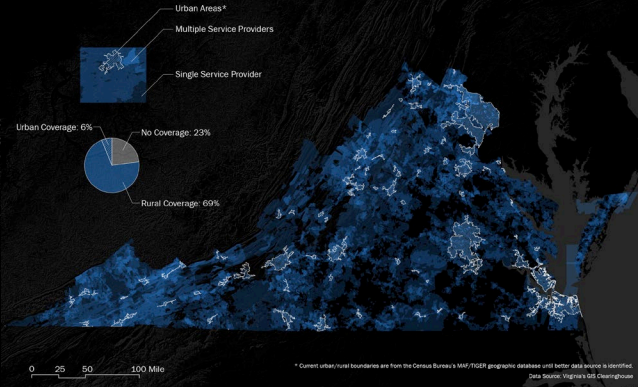 Urban Areas*
Multiple Service Providers
Single Service Provider
Urban Coverage: 6%
No Coverage: 23%
Rural Coverage: 69%
0 25 50 100 Mile
* Current urban/rural boundaries are from the Census Bureau's MAF/TIGER geographic database until better data source is identified.
Data Source: Virginia's GIS Clearinghouse